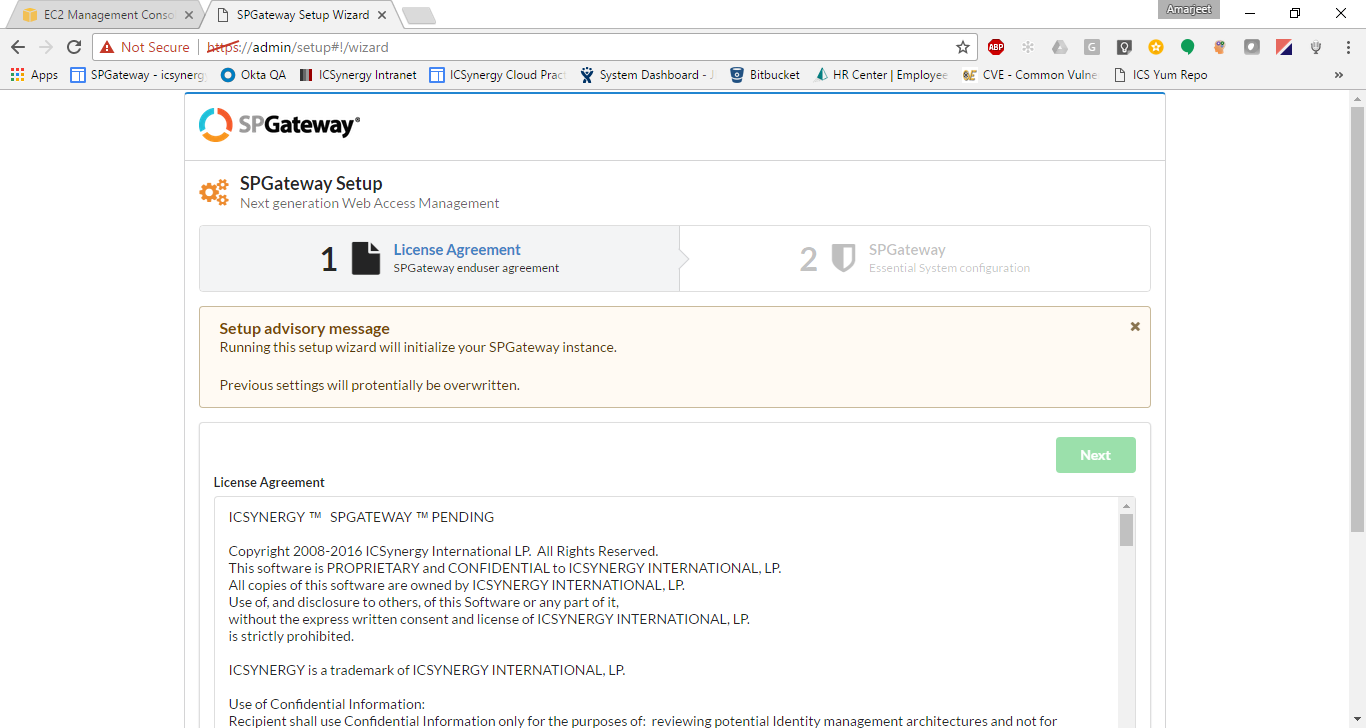 Amarjeet
EC2 Management Conso
SPGateway Setup Wizard
Not Secure
https://admin/setup#!/wizard
ABP
G
Apps
SPGateway - icsynerg
Okta QA
ICSynergy Intranet
ICSynergy Cloud Prac
System Dashboard - J
Bitbucket
HR Center | Employee
CVE - Common Vulne
ICS Yum Repo
»
SPGateway®
SPGateway Setup
Next generation Web Access Management
1
License Agreement
SPGateway enduser agreement
2
SPGateway
Essential System configuration
Setup advisory message
Running this setup wizard will initialize your SPGateway instance.
Previous settings will protentially be overwritten.
Next
License Agreement
ICSYNERGY ™ SPGATEWAY ™ PENDING
Copyright 2008-2016 ICSynergy International LP. All Rights Reserved.
This software is PROPRIETARY and CONFIDENTIAL to ICSYNERGY INTERNATIONAL, LP.
All copies of this software are owned by ICSYNERGY INTERNATIONAL, LP.
Use of, and disclosure to others, of this Software or any part of it,
without the express written consent and license of ICSYNERGY INTERNATIONAL, LP.
is strictly prohibited.
ICSYNERGY is a trademark of ICSYNERGY INTERNATIONAL, LP.
Use of Confidential Information:
Recipient shall use Confidential Information only for the purposes of: reviewing potential Identity management architectures and not for